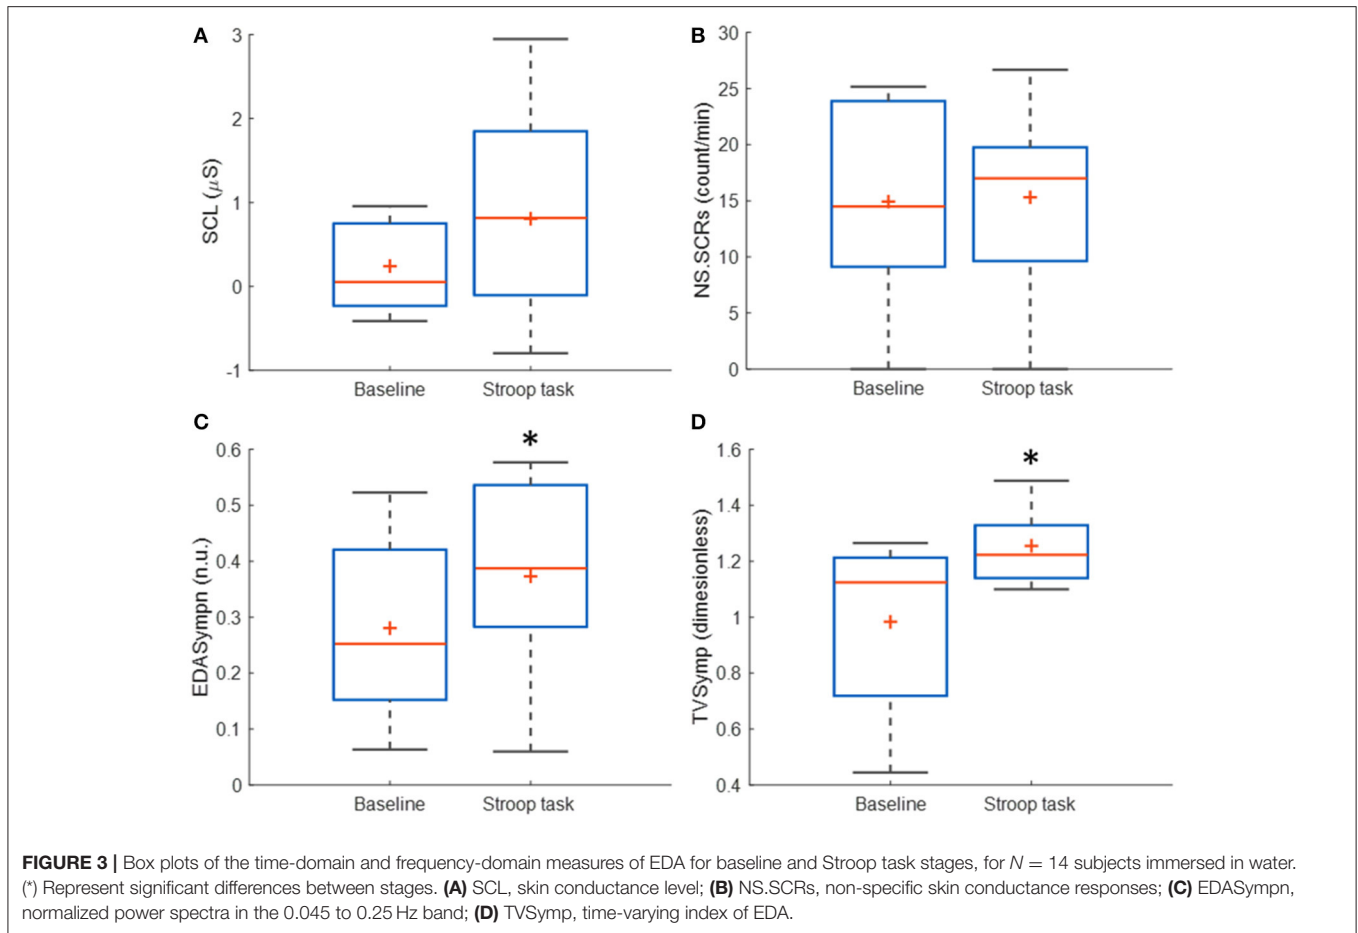 A
3
2
1
0
-1
SCL (μS)
Baseline
Stroop task
B
30
25
20
15
10
5
0
NS.SCRs (count/min)
Baseline
Stroop task
C
*
0.6
0.5
0.4
0.3
0.2
0.1
0
EDASympn (n.u.)
Baseline
Stroop task
D
*
1.6
1.4
1.2
1
0.8
0.6
0.4
TVSymp (dimesionless)
Baseline
Stroop task
FIGURE 3 | Box plots of the time-domain and frequency-domain measures of EDA for baseline and Stroop task stages, for N = 14 subjects immersed in water.
(*) Represent significant differences between stages. (A) SCL, skin conductance level; (B) NS.SCRs, non-specific skin conductance responses; (C) EDASympn,
normalized power spectra in the 0.045 to 0.25 Hz band; (D) TVSymp, time-varying index of EDA.